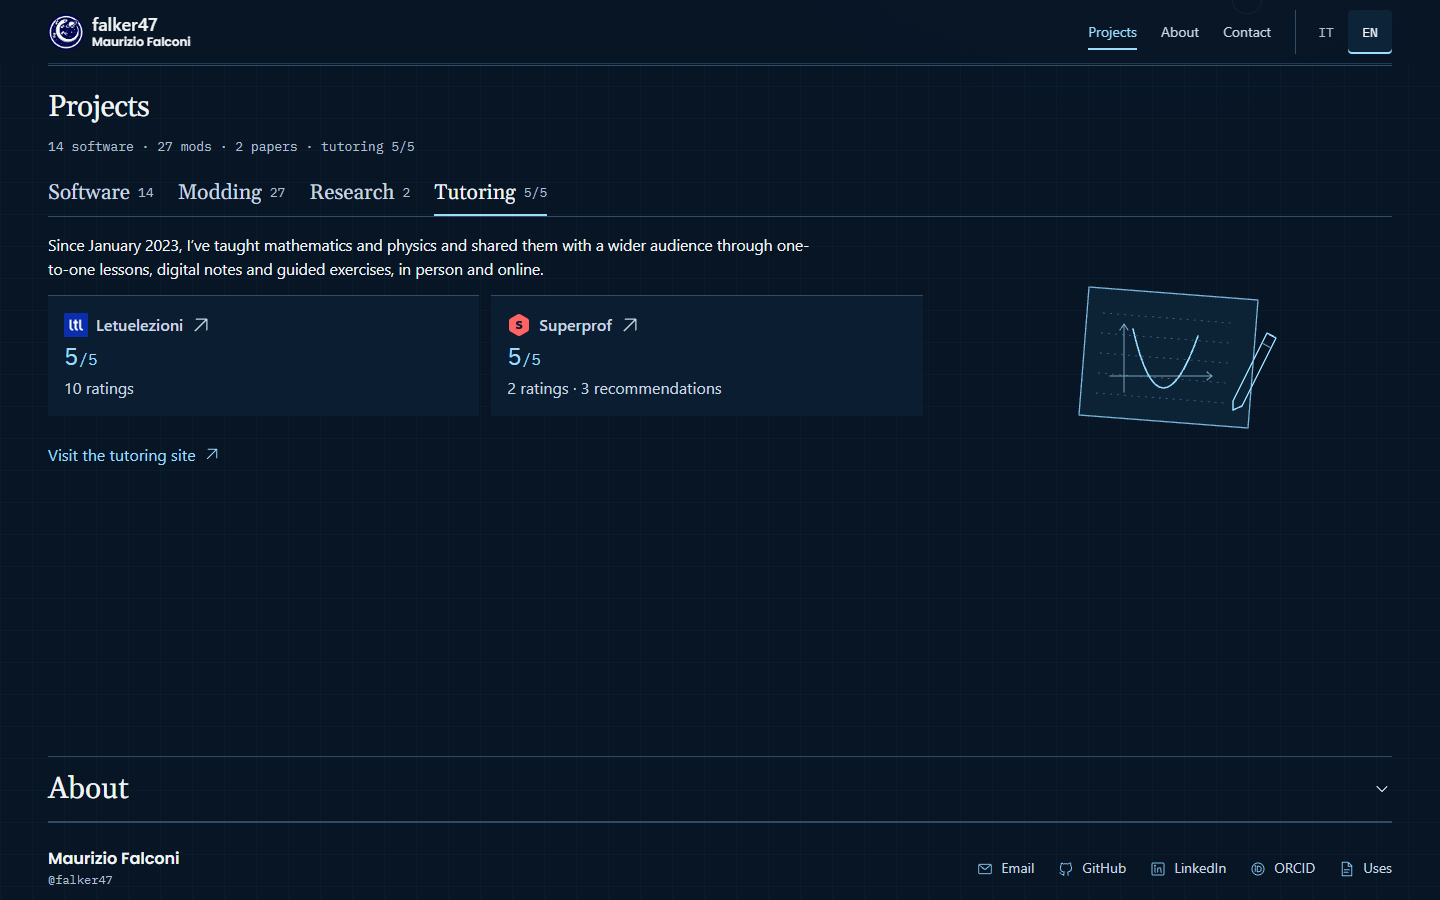 falker47
Maurizio Falconi
Projects
About
Contact
IT
EN
Projects
14 software · 27 mods · 2 papers · tutoring 5/5
Software 14
Modding 27
Research 2
Tutoring 5/5
Since January 2023, I've taught mathematics and physics and shared them with a wider audience through one-
to-one lessons, digital notes and guided exercises, in person and online.
ltl Letuelezioni
5/5
10 ratings
S Superprof
5/5
2 ratings · 3 recommendations
Visit the tutoring site
About
Maurizio Falconi
@falker47
Email
GitHub
in LinkedIn
iD ORCID
Uses